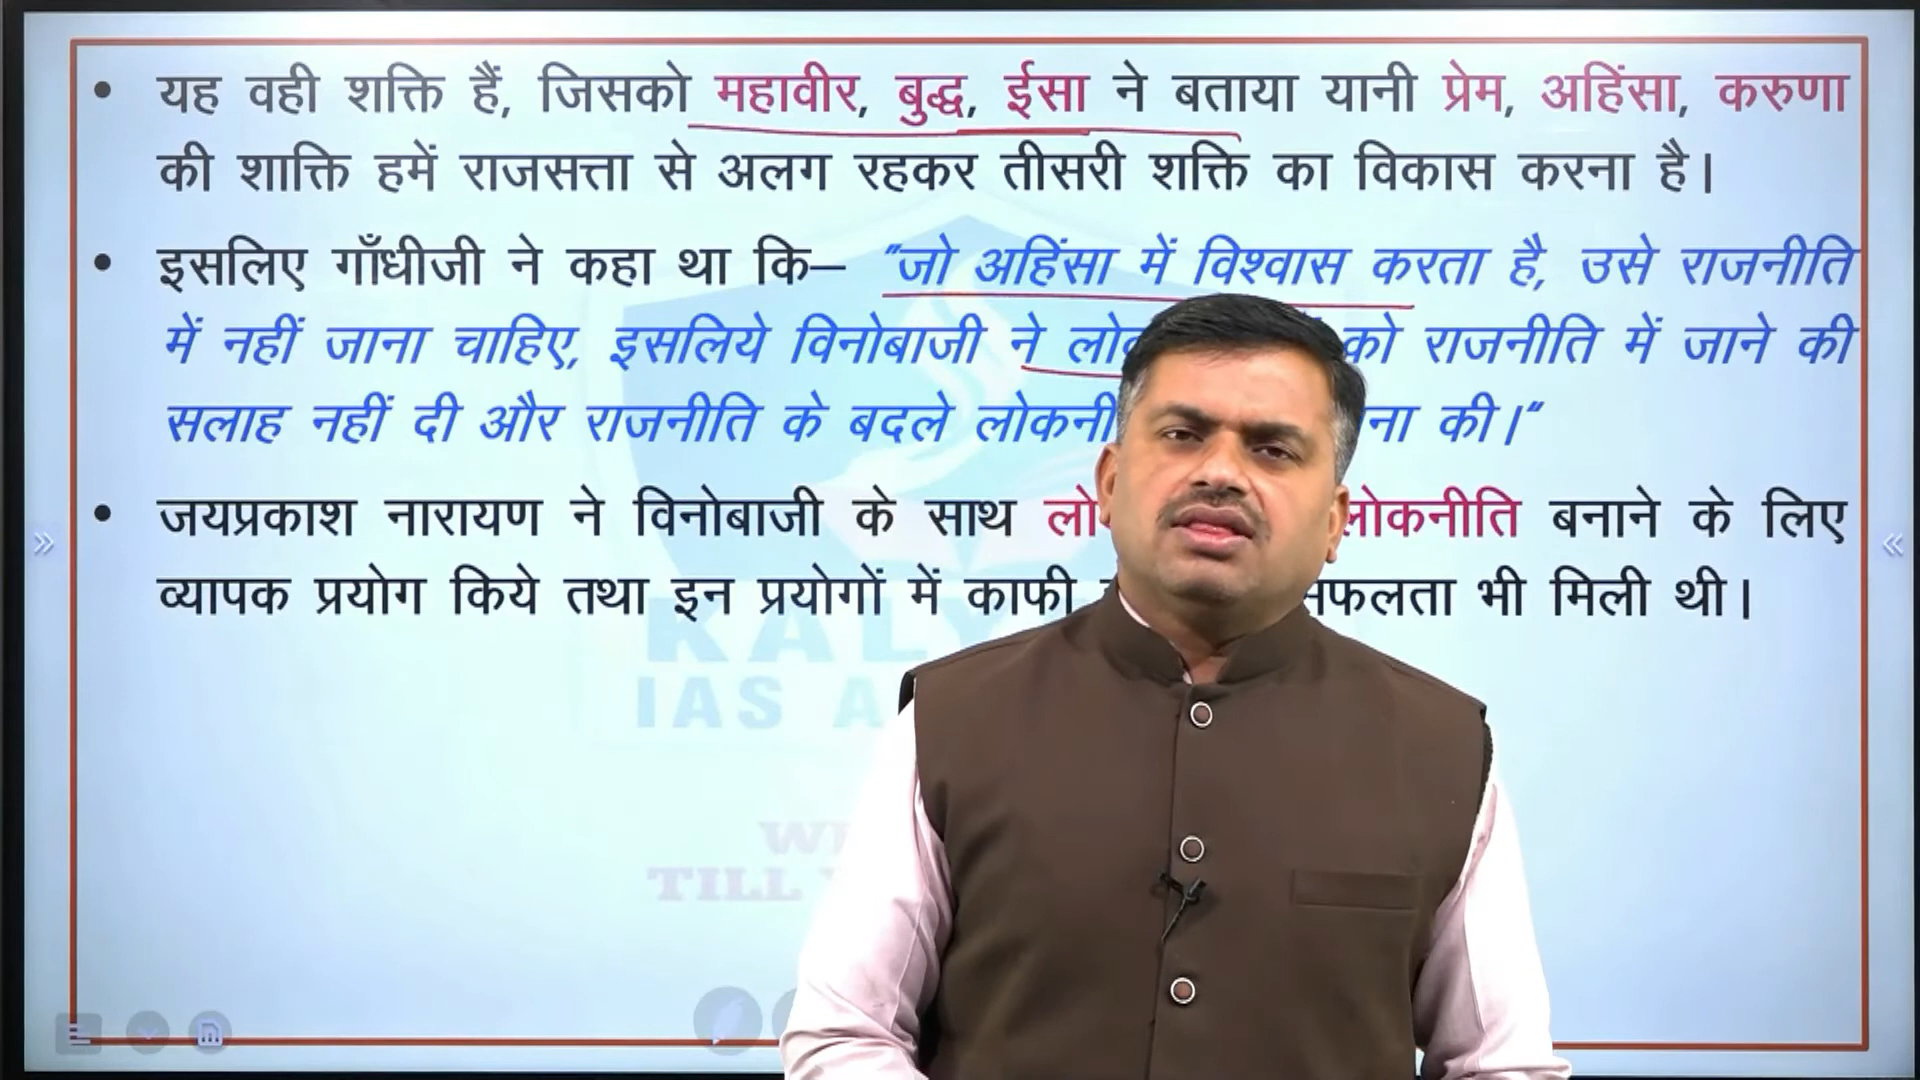 • यह वही शक्ति हैं, जिसको महावीर, बुद्ध, ईसा ने बताया यानी प्रेम, अहिंसा, करुणा
की शाक्ति हमें राजसत्ता से अलग रहकर तीसरी शक्ति का विकास करना है।
• इसलिए गाँधीजी ने कहा था कि– "जो अहिंसा में विश्वास करता है, उसे राजनीति
में नहीं जाना चाहिए, इसलिये विनोबाजी ने को राजनीति में जाने की
सलाह नहीं दी और राजनीति के बदले की।"
• जयप्रकाश नारायण ने विनोबाजी के साथ लोकनीति बनाने के लिए
व्यापक प्रयोग किये तथा इन प्रयोगों में काफी सफलता भी मिली थी।
IAS
TILL